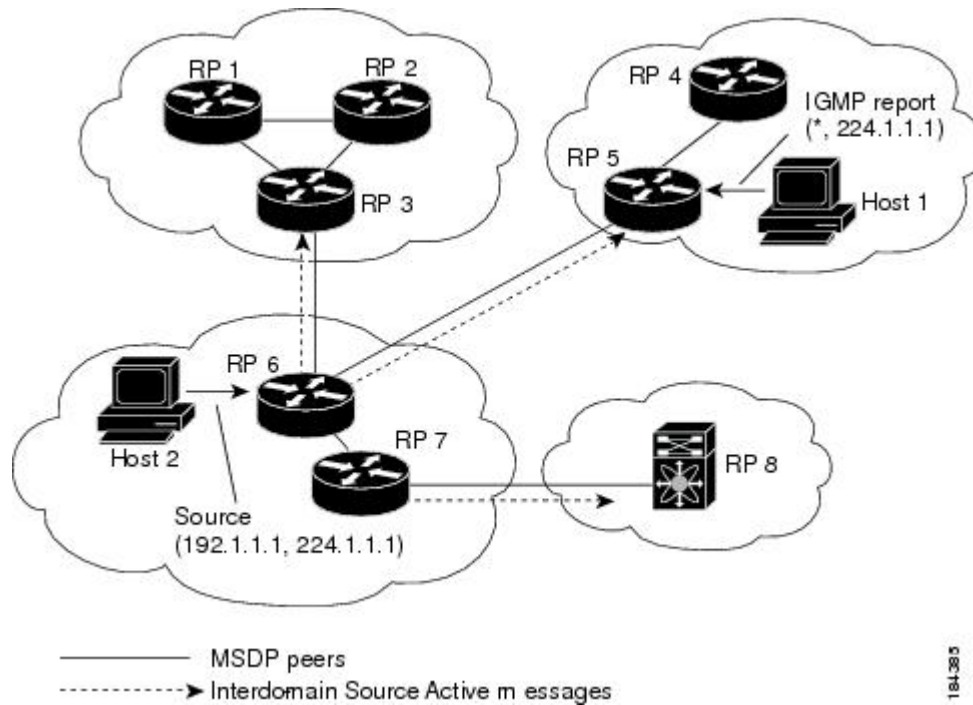 RP 1
RP 2
RP 3
RP 4
IGMP report
(*, 224.1.1.1)
RP 5
Host 1
RP 6
Host 2
RP 7
RP 8
Source
(192.1.1.1, 224.1.1.1)
MSDP peers
Interdomain Source Active m essages
184385